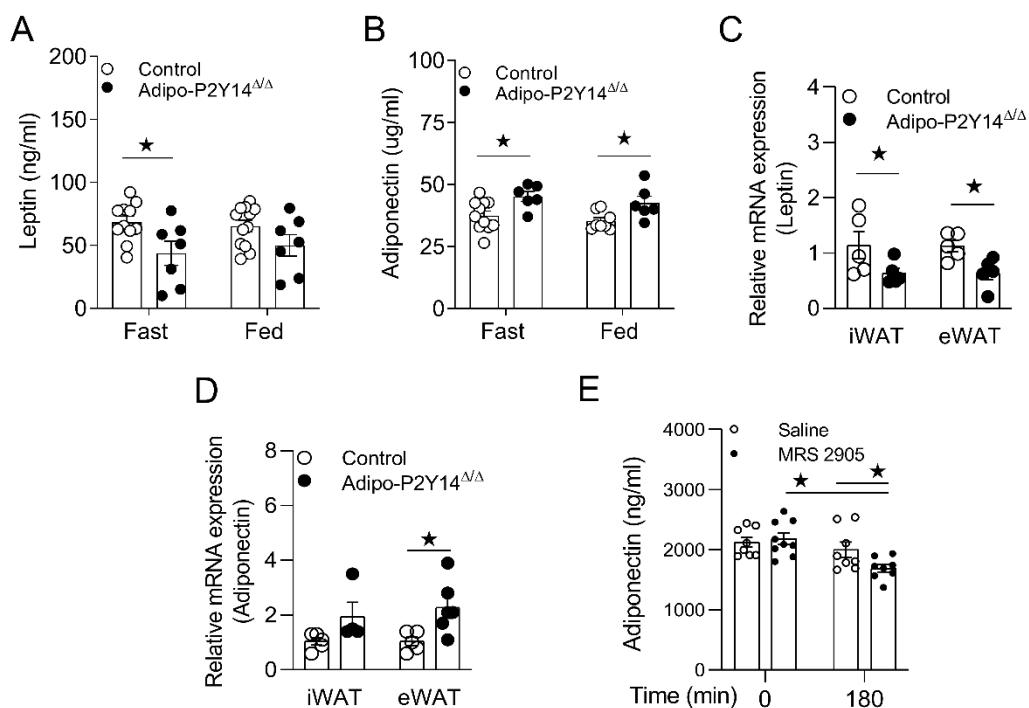 A
Leptin (ng/ml)
200
150
100
50
0
Control
Adipo-P2Y14Δ/Δ
★
Fast
Fed
B
Adiponectin (ug/ml)
100
75
50
25
0
Control
Adipo-P2Y14Δ/Δ
★
★
Fast
Fed
C
Relative mRNA expression
(Leptin)
4
3
2
1
0
Control
Adipo-P2Y14Δ/Δ
★
★
iWAT
eWAT
D
Relative mRNA expression
(Adiponectin)
8
6
4
2
0
Control
Adipo-P2Y14Δ/Δ
★
iWAT
eWAT
E
Adiponectin (ng/ml)
4000
3000
2000
1000
0
Saline
MRS 2905
★
★
Time (min)
0
180